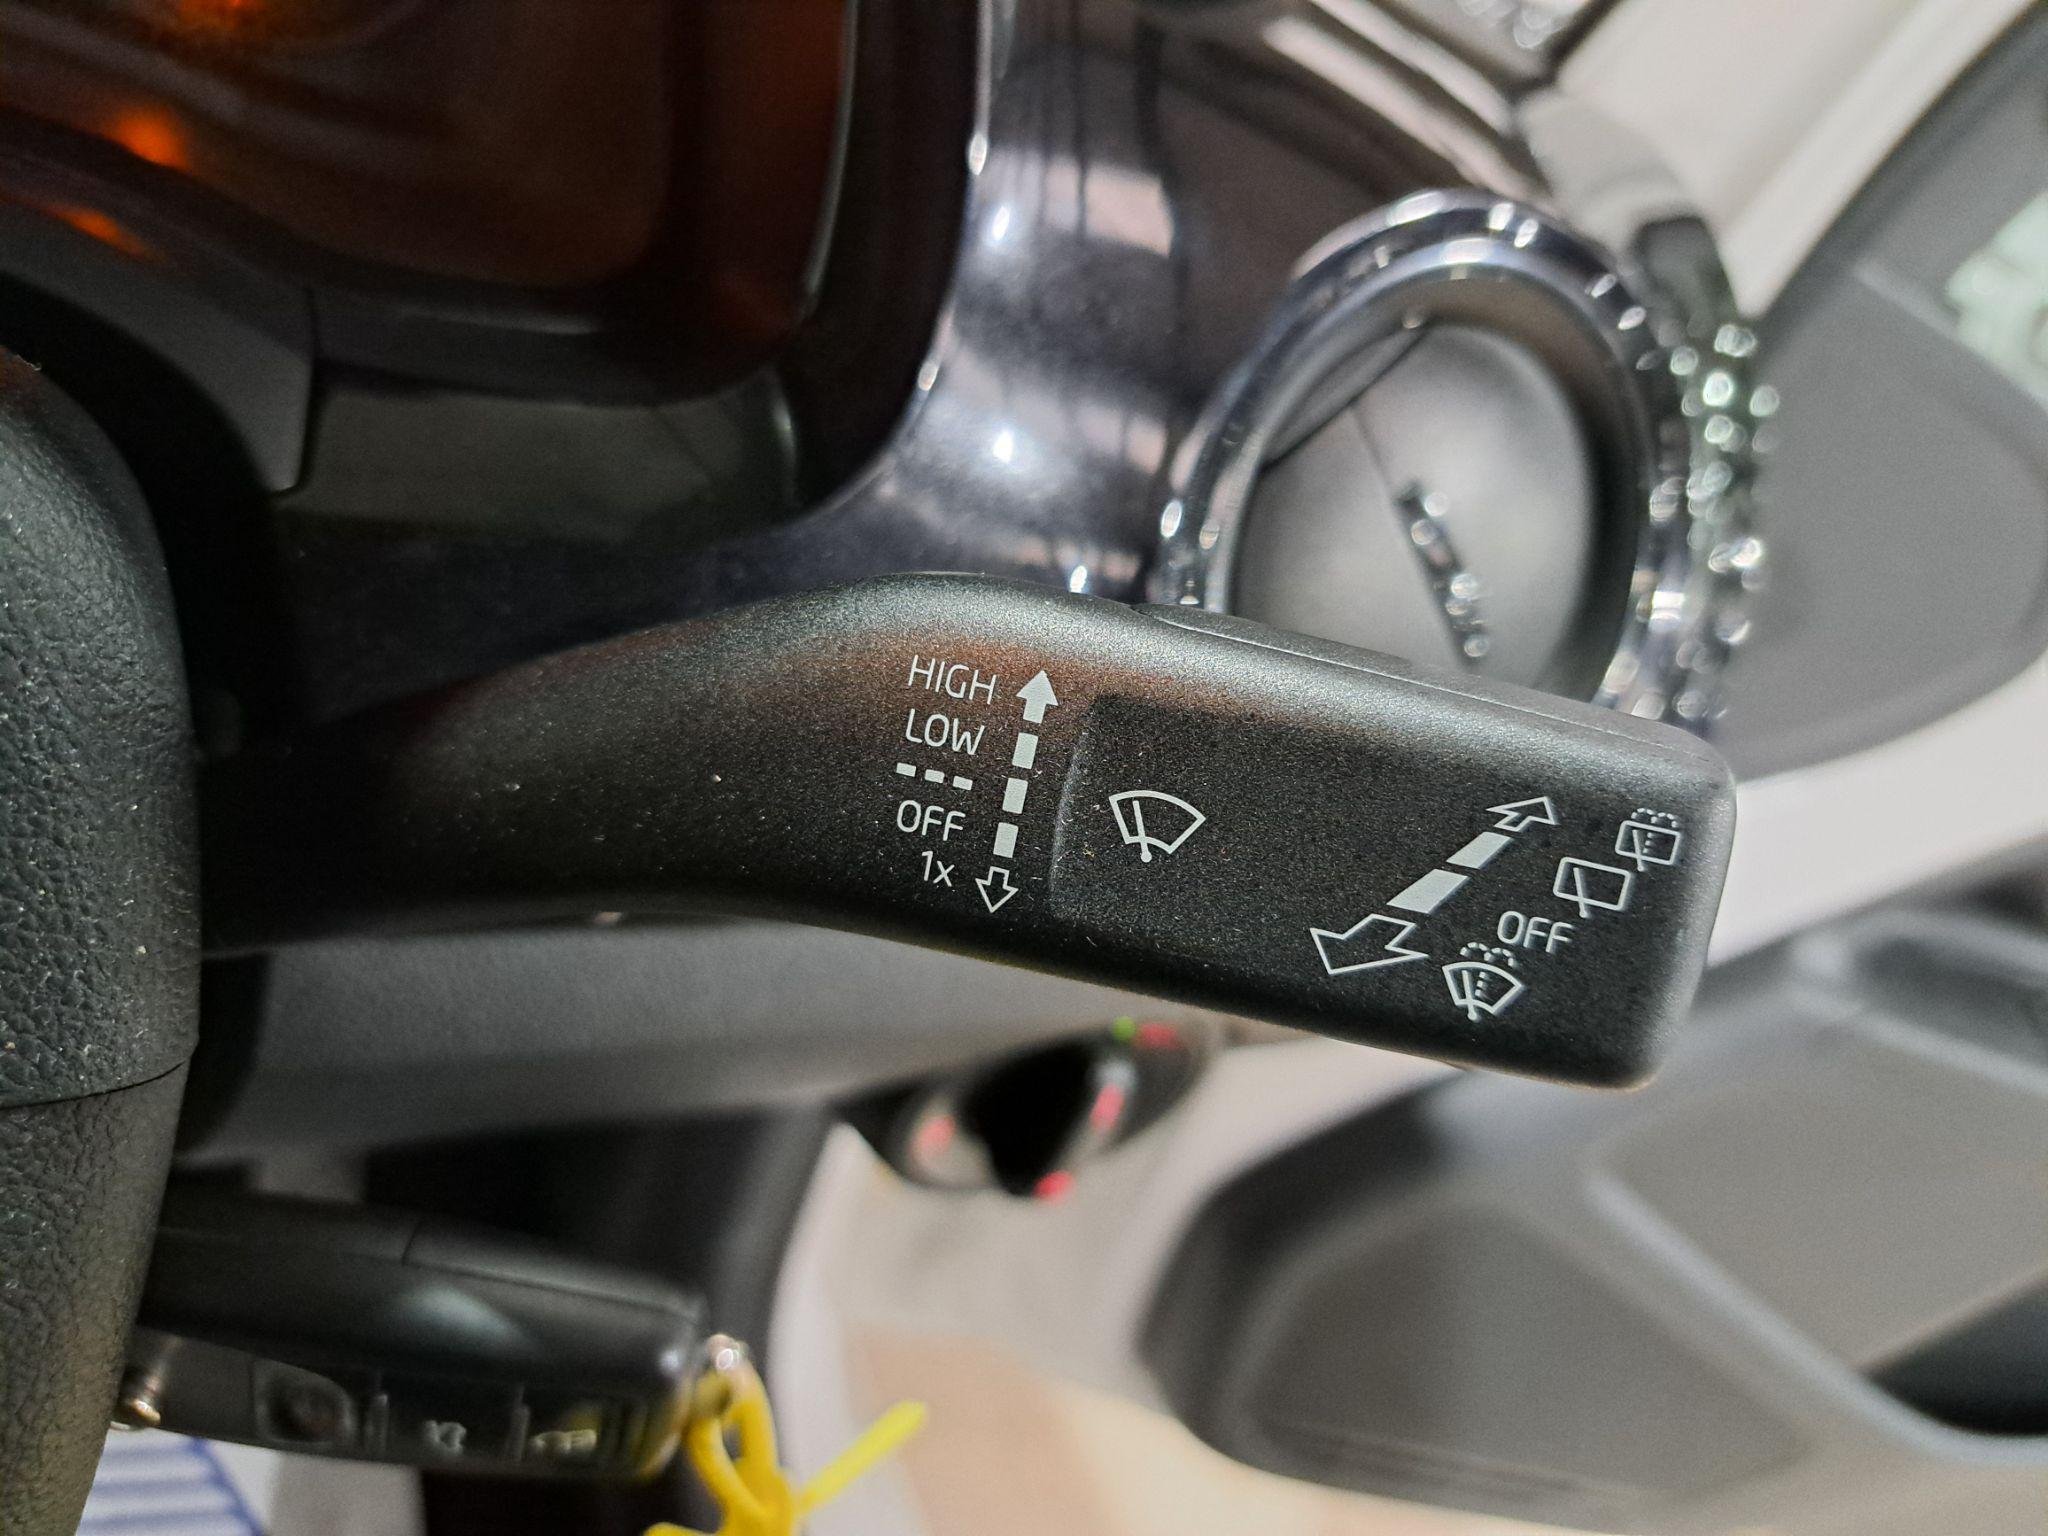 HIGH
LOW
---
OFF
1x
OFF